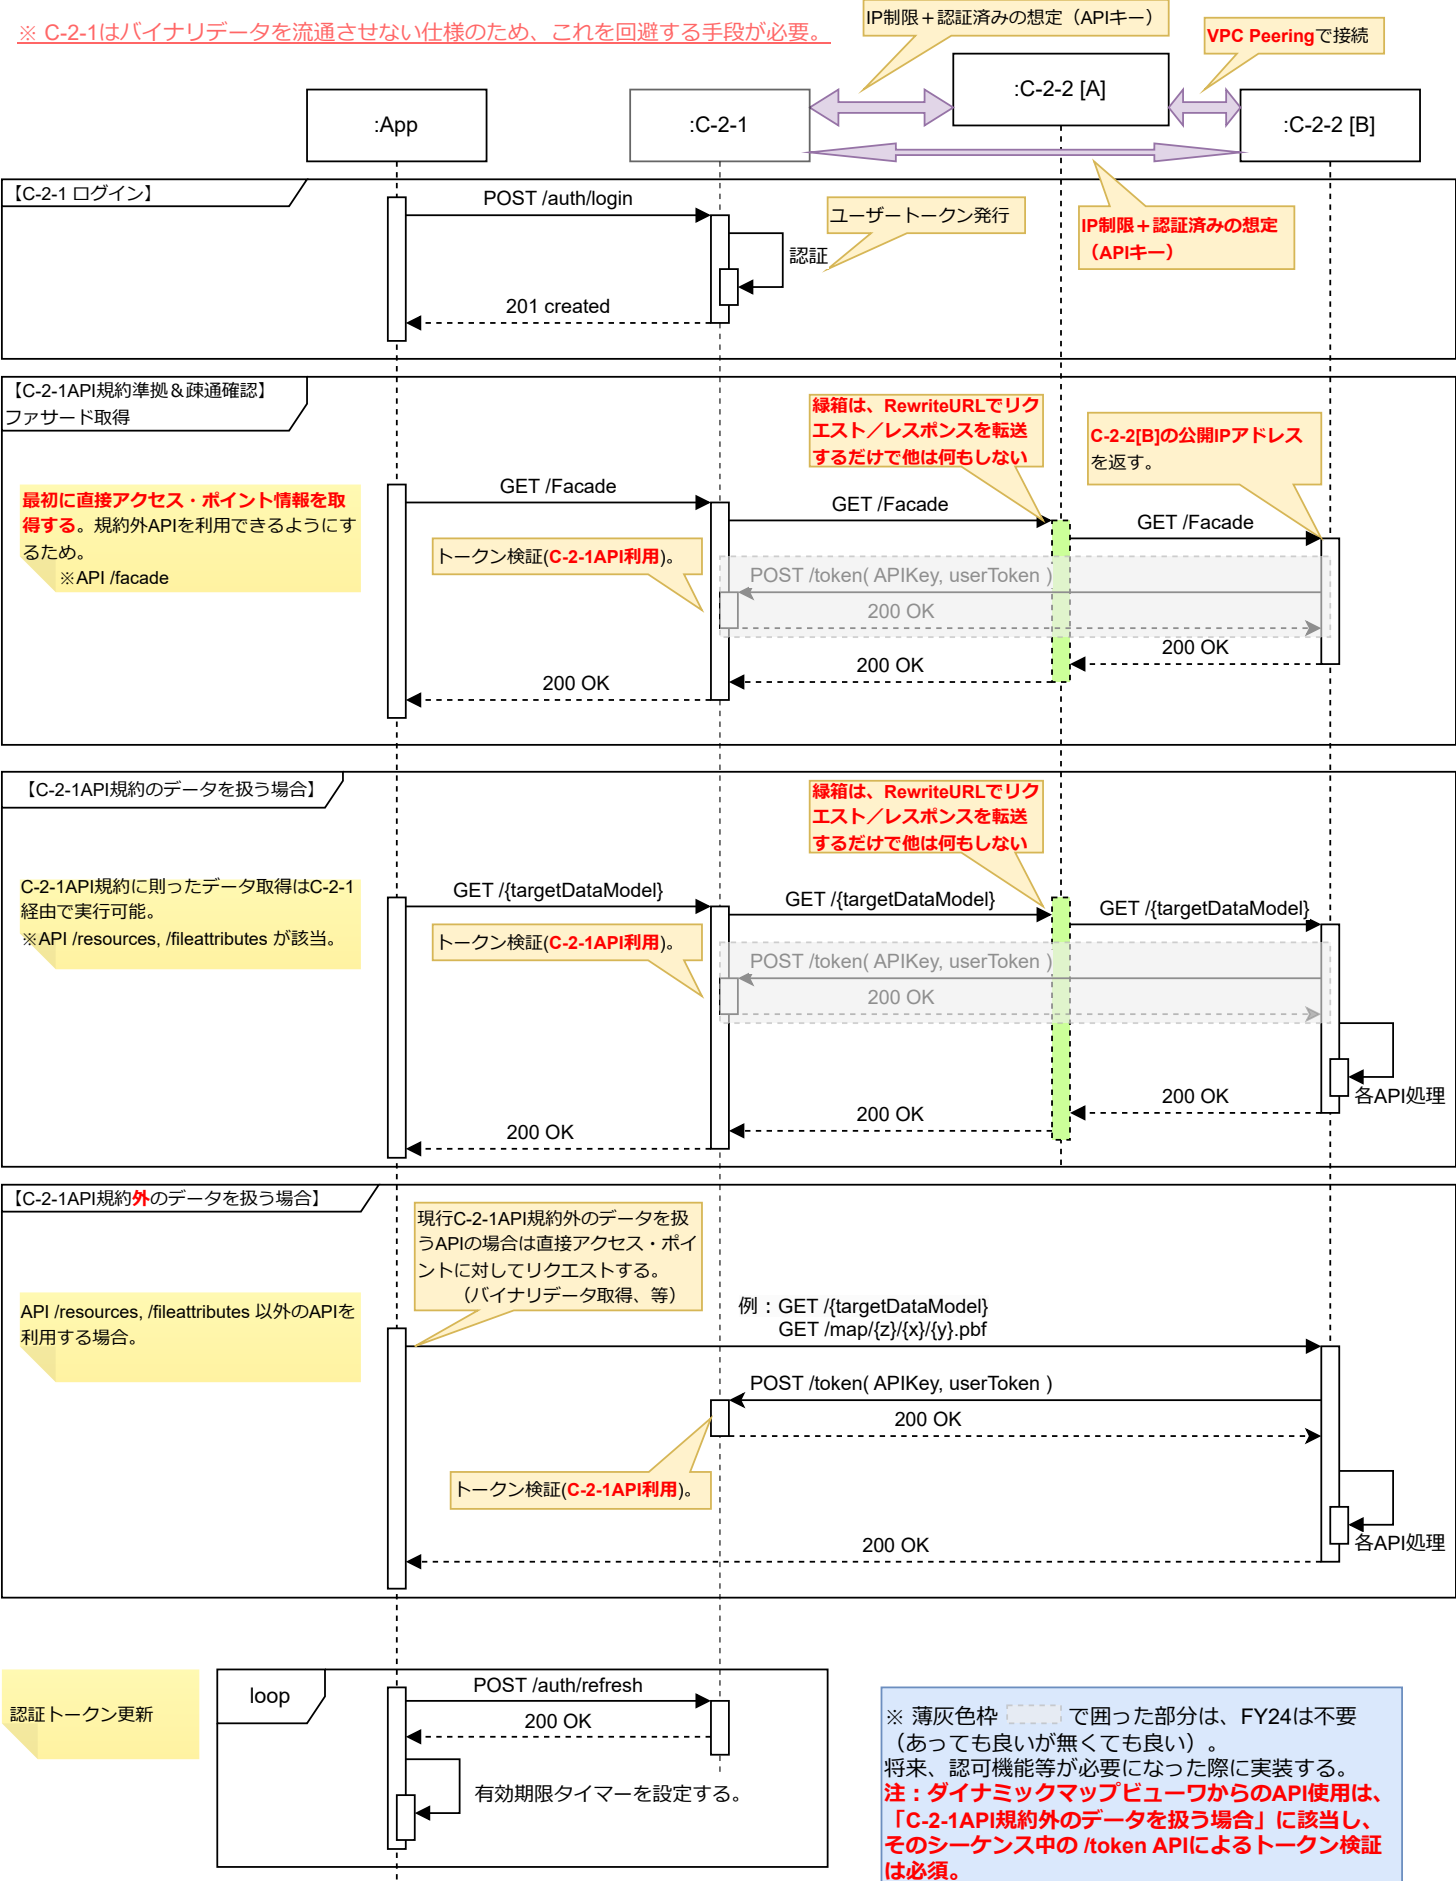 ※ C-2-1はバイナリデータを流通させない仕様のため、これを回避する手段が必要。
IP制限＋認証済みの想定（APIキー）
VPC Peeringで接続
:App
:C-2-1
:C-2-2 [A]
:C-2-2 [B]
【C-2-1 ログイン】
POST /auth/login
ユーザートークン発行
IP制限＋認証済みの想定
（APIキー）
認証
201 created
【C-2-1API規約準拠＆疎通確認】
ファサード取得
緑箱は、RewriteURLでリク
エスト／レスポンスを転送
するだけで他は何もしない
C-2-2[B]の公開IPアドレス
を返す。
最初に直接アクセス・ポイント情報を取
得する。規約外APIを利用できるようにす
るため。
※API /facade
GET /Facade
GET /Facade
GET /Facade
トークン検証(C-2-1API利用)。
POST /token( APIKey, userToken )
200 OK
200 OK
200 OK
200 OK
【C-2-1API規約のデータを扱う場合】
緑箱は、RewriteURLでリク
エスト／レスポンスを転送
するだけで他は何もしない
C-2-1API規約に則ったデータ取得はC-2-1
経由で実行可能。
※API /resources, /fileattributes が該当。
GET /{targetDataModel}
GET /{targetDataModel}
GET /{targetDataModel}
トークン検証(C-2-1API利用)。
POST /token( APIKey, userToken )
200 OK
各API処理
200 OK
200 OK
200 OK
【C-2-1API規約外のデータを扱う場合】
現行C-2-1API規約外のデータを扱
うAPIの場合は直接アクセス・ポイ
ントに対してリクエストする。
（バイナリデータ取得、等）
API /resources, /fileattributes 以外のAPIを
利用する場合。
例：GET /{targetDataModel}
GET /map/{z}/{x}/{y}.pbf
POST /token( APIKey, userToken )
200 OK
トークン検証(C-2-1API利用)。
各API処理
200 OK
認証トークン更新
loop
POST /auth/refresh
200 OK
有効期限タイマーを設定する。
※ 薄灰色枠 で囲った部分は、FY24は不要
（あっても良いが無くても良い）。
将来、認可機能等が必要になった際に実装する。
注：ダイナミックマップビューワからのAPI使用は、
「C-2-1API規約外のデータを扱う場合」に該当し、
そのシーケンス中の /token APIによるトークン検証
は必須。